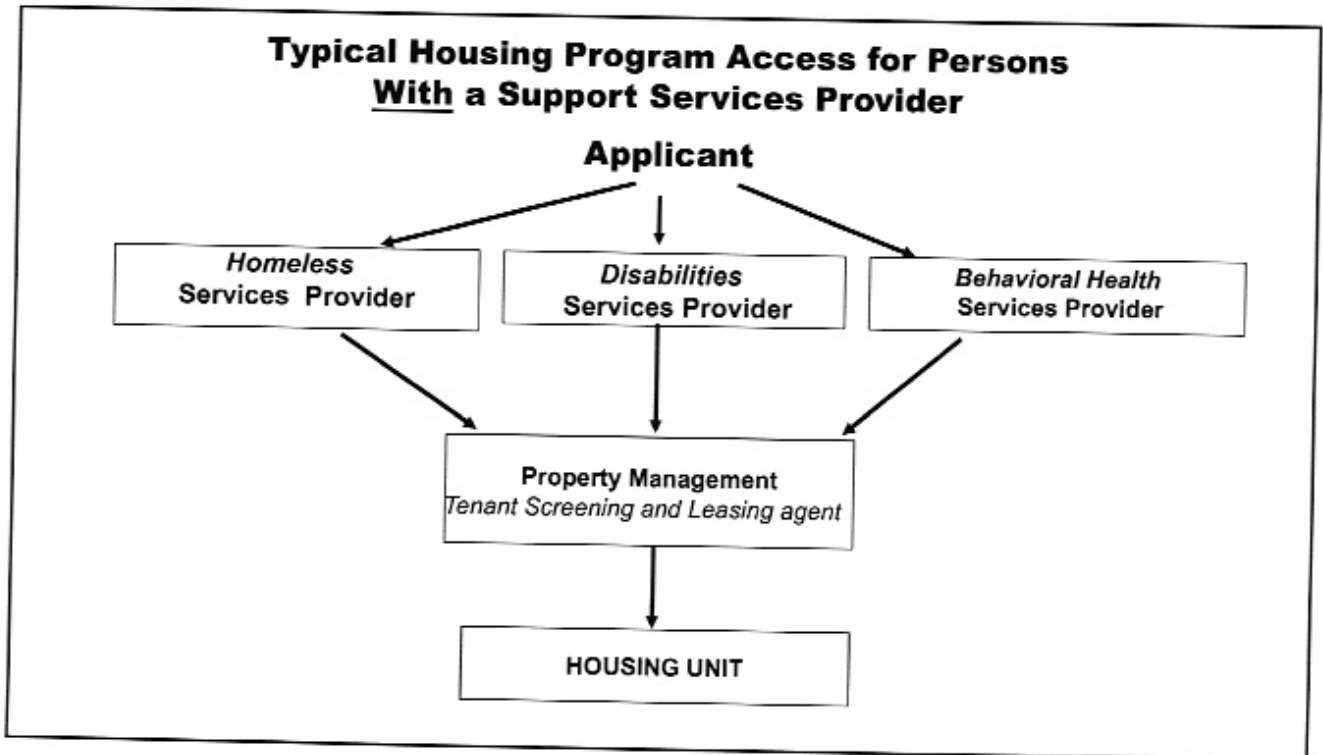 Typical Housing Program Access for Persons
With a Support Services Provider
Applicant
Homeless
Services Provider
Disabilities
Services Provider
Behavioral Health
Services Provider
Property Management
Tenant Screening and Leasing agent
HOUSING UNIT